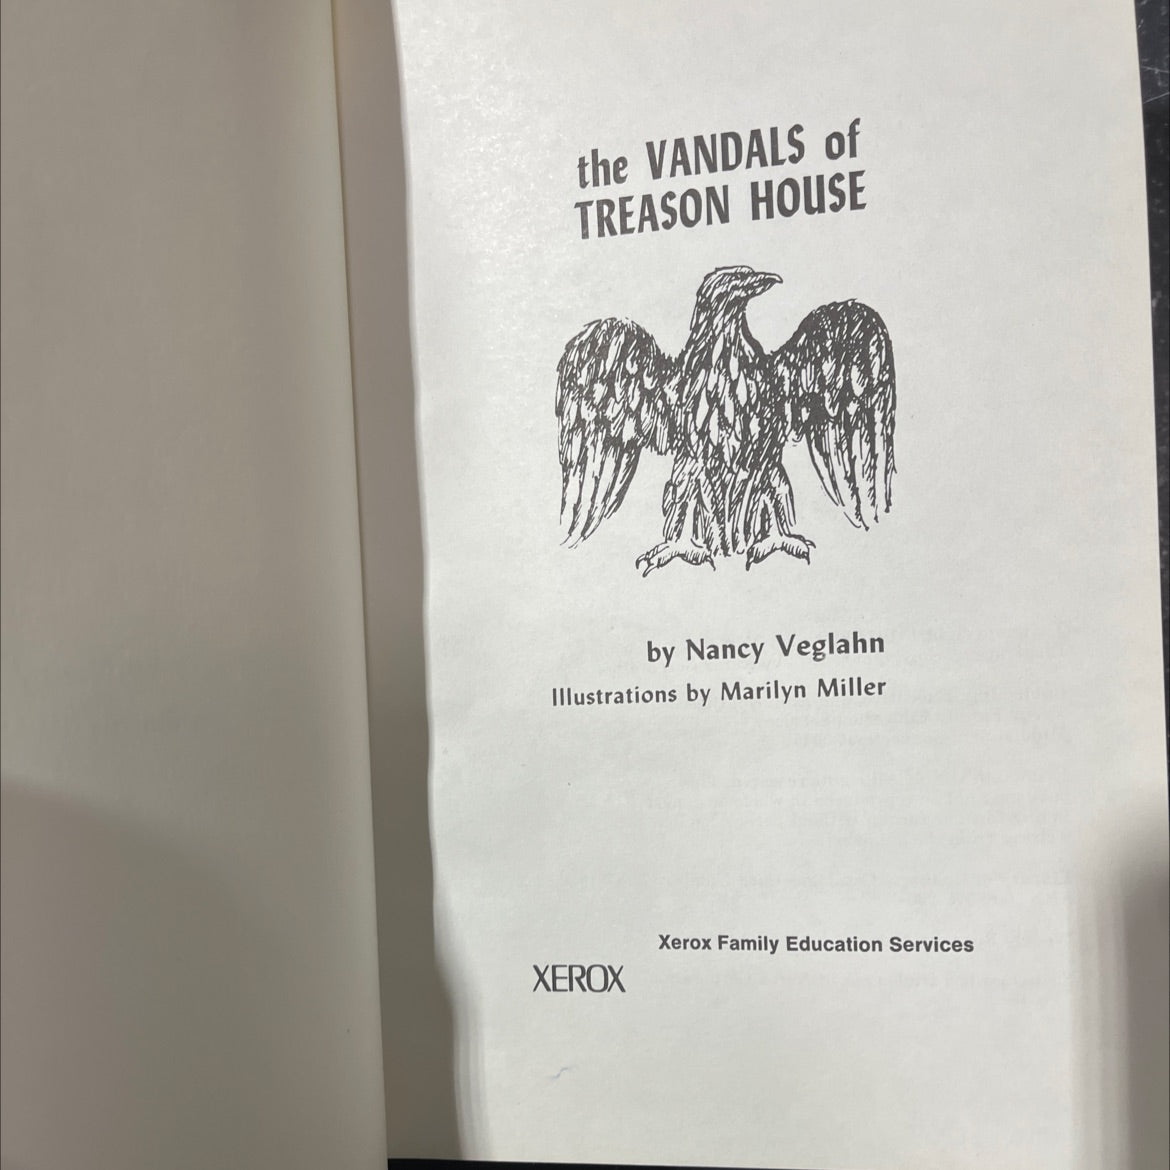 the VANDALS of
TREASON HOUSE
by Nancy Veglahn
Illustrations by Marilyn Miller
Xerox Family Education Services
XEROX